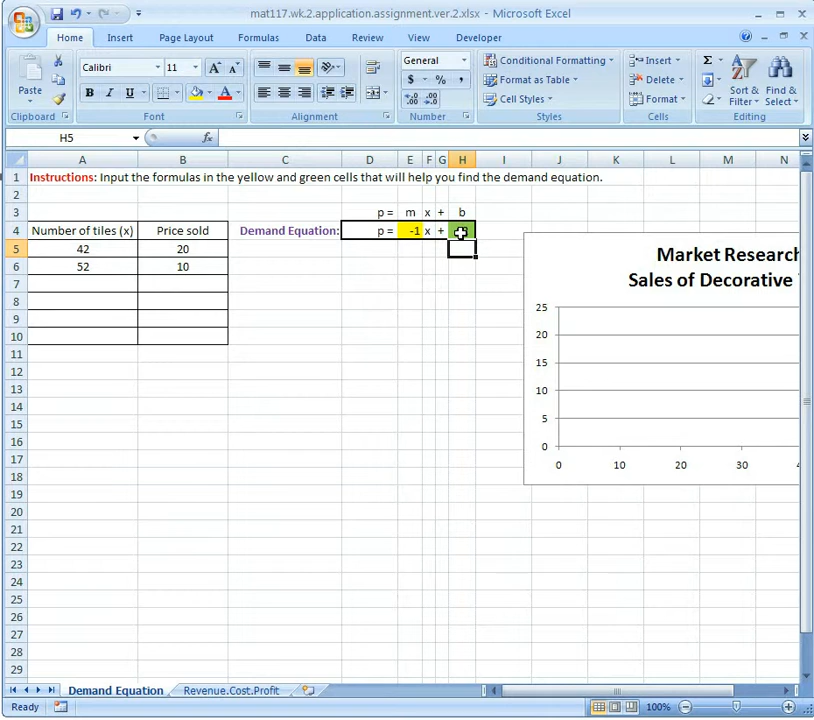 mat117.wk.2.application.assignment.ver.2.xlsx - Microsoft Excel
Home Insert Page Layout Formulas Data Review View Developer
Paste Calibri 11 General Conditional Formatting Insert
$ % , Format as Table Delete Sort & Find &
B I U Cell Styles Format Filter Select
Clipboard Font Alignment Number Styles Cells Editing
H5 fx
A B C D E F G H I J K L M N
1 Instructions: Input the formulas in the yellow and green cells that will help you find the demand equation.
2
3 p = m x + b
4 Number of tiles (x) Price sold Demand Equation: p = -1 x +
5 42 20
6 52 10
7
8
9
10
11
12
13
14
15
16
17
18
19
20
21
22
23
24
25
26
27
28
29
Market Research
Sales of Decorative
25
20
15
10
5
0
0 10 20 30
Demand Equation Revenue.Cost.Profit
Ready 100%